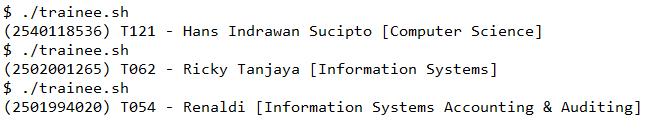 $ ./trainee.sh
(2540118536) T121 - Hans Indrawan Sucipto [Computer Science]
$ ./trainee.sh
(2502001265) T062 - Ricky Tanjaya [Information Systems]
$ ./trainee.sh
(2501994020) T054 - Renaldi [Information Systems Accounting & Auditing]